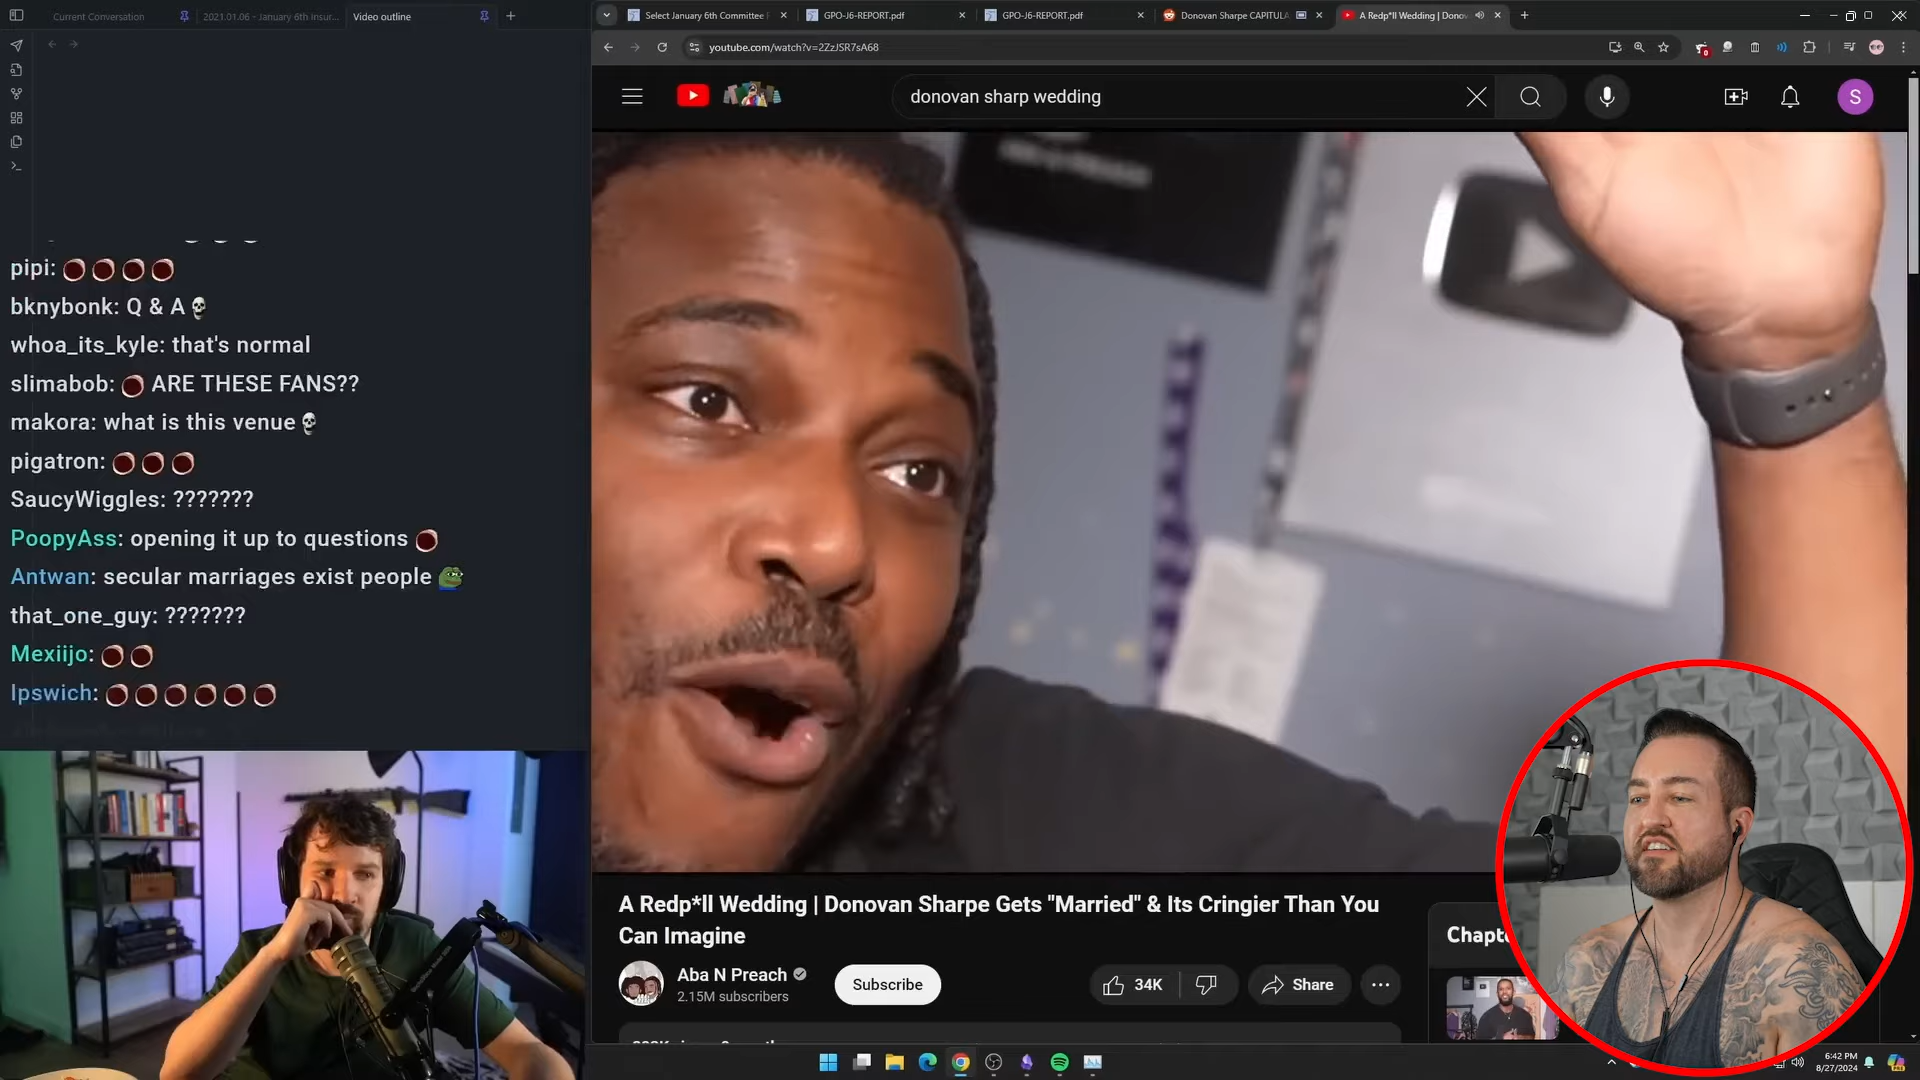 Current Conversation
2021.01.06 - January 6th Insur...
Video outline
Select January 6th Committee
GPO-J6-REPORT.pdf
GPO-J6-REPORT.pdf
Donovan Sharpe CAPITULA
A Redp*ll Wedding | Dono
youtube.com/watch?v=2ZzJSR7sA68
donovan sharp wedding
S
pipi:
bknybonk: Q & A
whoa_its_kyle: that's normal
slimabob: ARE THESE FANS??
makora: what is this venue
pigatron:
SaucyWiggles: ???????
PoopyAss: opening it up to questions
Antwan: secular marriages exist people
that_one_guy: ???????
Mexiijo:
Ipswich:
A Redp*ll Wedding | Donovan Sharpe Gets "Married" & Its Cringier Than You
Can Imagine
Aba N Preach
2.15M subscribers
Subscribe
34K
Share
Chapt
6:42 PM
8/27/2024